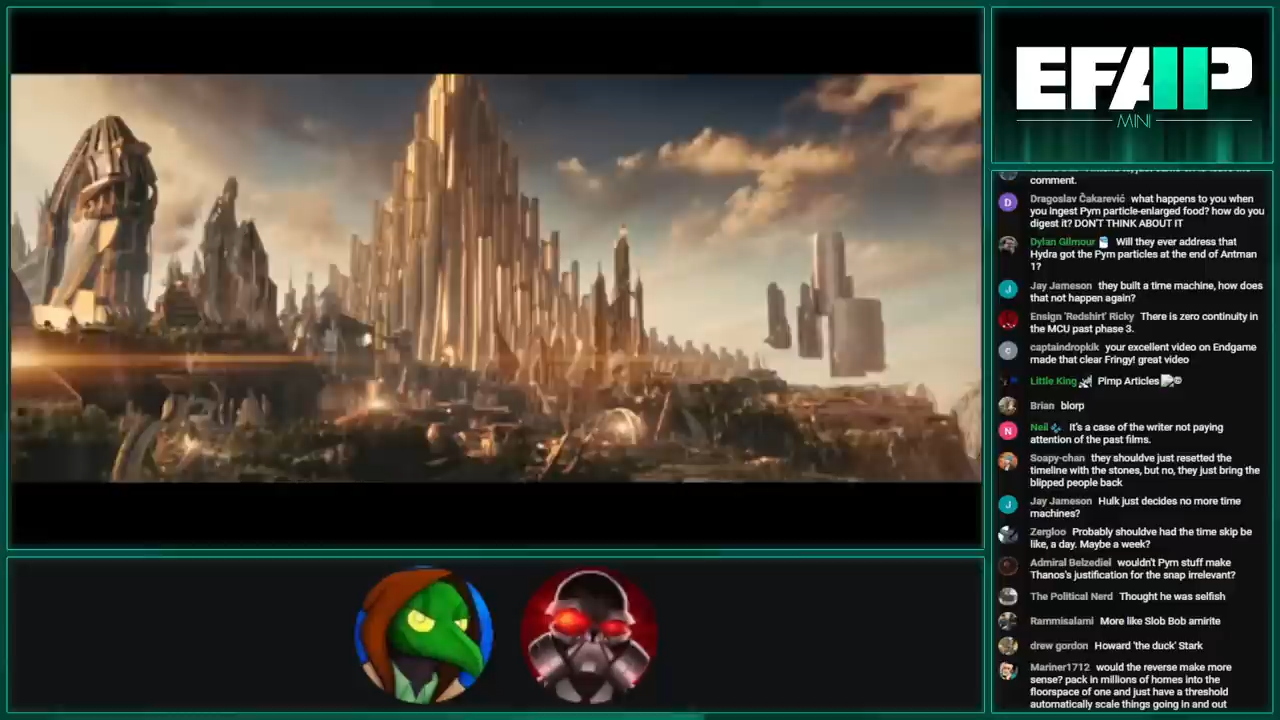 EFAP
MINI
comment.
Dragoslav Čakarević what happens to you when
you ingest Pym particle-enlarged food? how do you
digest it? DON'T THINK ABOUT IT
Dylan Gilmour Will they ever address that
Hydra got the Pym particles at the end of Antman
1?
Jay Jameson they built a time machine, how does
that not happen again?
Ensign 'Redshirt' Ricky There is zero continuity in
the MCU past phase 3.
captaindropkik your excellent video on Endgame
made that clear Fringy! great video
Little King Pimp Articles
Brian blorp
Neil It's a case of the writer not paying
attention of the past films.
Soapy-chan they shouldve just resetted the
timeline with the stones, but no, they just bring the
blipped people back
Jay Jameson Hulk just decides no more time
machines?
Zergloo Probably shouldve had the time skip be
like, a day. Maybe a week?
Admiral Belzediel wouldn't Pym stuff make
Thanos's justification for the snap irrelevant?
The Political Nerd Thought he was selfish
Rammisalami More like Slob Bob amirite
drew gordon Howard 'the duck' Stark
Mariner1712 would the reverse make more
sense? pack in millions of homes into the
floorspace of one and just have a threshold
automatically scale things going in and out